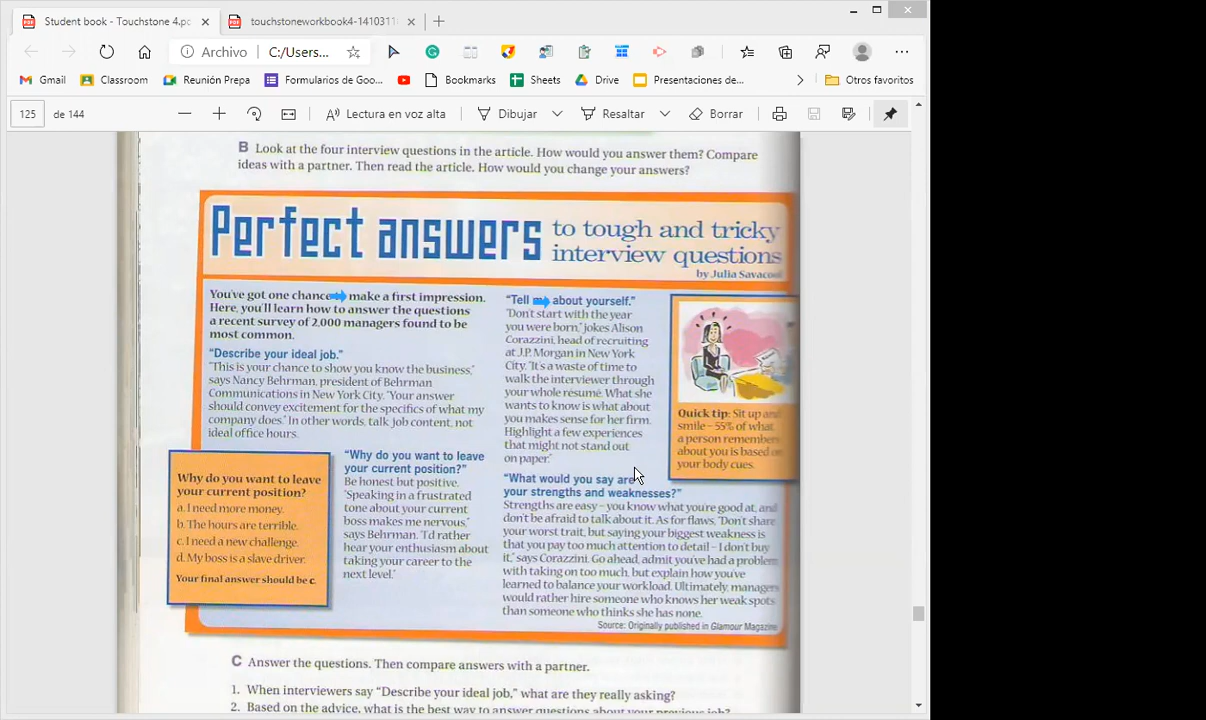 Student book - Touchstone 4.pc
touchstoneworkbook4-1410311
Archivo
C:/Users...
Gmail
Classroom
Reunión Prepa
Formularios de Goo...
Bookmarks
Sheets
Drive
Presentaciones de...
Otros favoritos
125
de 144
Lectura en voz alta
Dibujar
Resaltar
Borrar
B Look at the four interview questions in the article. How would you answer them? Compare
ideas with a partner. Then read the article. How would you change your answers?
Perfect answers
to tough and tricky
interview questions
by Julia Savacool
You've got one chance make a first impression.
Here, you'll learn how to answer the questions
a recent survey of 2,000 managers found to be
most common.
"Describe your ideal job."
"This is your chance to show you know the business,"
says Nancy Behrman, president of Behrman
Communications in New York City. "Your answer
should convey excitement for the specifics of what my
company does." In other words, talk job content, not
ideal office hours.
Why do you want to leave
your current position?
a. I need more money.
b. The hours are terrible.
c. I need a new challenge.
d. My boss is a slave driver.
Your final answer should be c.
"Why do you want to leave
your current position?"
Be honest but positive.
"Speaking in a frustrated
tone about your current
boss makes me nervous,"
says Behrman. "I'd rather
hear your enthusiasm about
taking your career to the
next level."
"Tell about yourself."
"Don't start with the year
you were born," jokes Alison
Corazzini, head of recruiting
at J.P. Morgan in New York
City. "It's a waste of time to
walk the interviewer through
your whole resumé. What she
wants to know is what about
you makes sense for her firm.
Highlight a few experiences
that might not stand out
on paper."
"What would you say are
your strengths and weaknesses?"
Strengths are easy – you know what you're good at, and
don't be afraid to talk about it. As for flaws, "Don't share
your worst trait, but saying your biggest weakness is
that you pay too much attention to detail – I don't buy
it," says Corazzini. Go ahead, admit you've had a problem
with taking on too much, but explain how you've
learned to balance your workload. Ultimately, managers
would rather hire someone who knows her weak spots
than someone who thinks she has none.
Source: Originally published in Glamour Magazine
Quick tip: Sit up and
smile – 55% of what
a person remembers
about you is based on
your body cues.
C Answer the questions. Then compare answers with a partner.
1. When interviewers say "Describe your ideal job," what are they really asking?
2. Based on the advice, what is the best way to answer questions about your previous job?